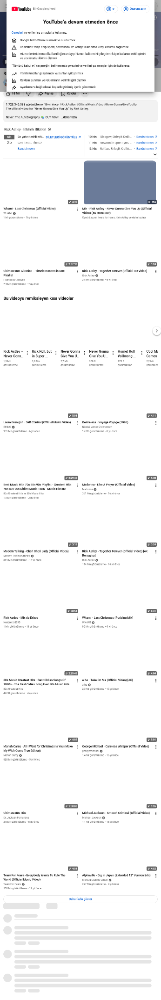 YouTube Bir Google şirketi
tr
Oturum açın
YouTube'a devam etmeden önce
Çerezleri ve verileri şu amaçlarla kullanırız:
Google hizmetlerini sunmak ve sürdürmek
Kesintileri takip edip spam, sahtekarlık ve kötüye kullanıma karşı koruma sağlamak
Hizmetlerimizin nasıl kullanıldığını anlayıp hizmet kalitemizi iyileştirmek için kullanıcı etkileşimini
ve site istatistiklerini ölçmek
"Tümünü kabul et" seçeneğini belirlerseniz çerezleri ve verileri şu amaçlar için de kullanırız:
Yeni hizmetler geliştirmek ve bunları iyileştirmek
Reklam sunmak ve reklamların verimliliğini ölçmek
Ayarlarınıza bağlı olarak kişiselleştirilmiş içerik göstermek
18 Mn
Paylaş
Kaydet
1.723.346.333 görüntüleme 16 yıl önce #RickAstley #OfficialMusicVideo #NeverGonnaGiveYouUp
The official video for "Never Gonna Give You Up" by Rick Astley.
Never: The Autobiography 📚 OUT NOW! ...daha fazla
Rick Astley - Etkinlik Biletleri
NİS
25
En yakın tarihli etki...
BİLETLERİ GÖRÜNTÜLE
Cmt 18:30, The O2
Bandsintown
10 Nis Glasgow, Birleşik Krallı... · Bandsintown
11 Nis Newcastle upon Tyne, ... · Bandsintown
13 Nis Belfast, Birleşik Krallık,... · Bandsintown
4:39
Mix
Wham! - Last Christmas (Official Video)
WHAM!
1 Mr görüntüleme • 16 yıl önce
Mix - Rick Astley - Never Gonna Give You Up (Official
Video) (4K Remaster)
Cyndi Lauper, Tears for Fears, Rick Astley ve daha fazlası
2:37:33
3:24
Ultimate 80s Classics – Timeless Icons in One
Playlist
Flashback Grooves
7,4 Mn görüntüleme • 7 ay önce
Rick Astley - Together Forever (Official HD Video)
Rick Astley
24 Mn görüntüleme • 6 yıl önce
Bu videoyu remiksleyen kısa videolar
Rick Astley –
Never Gonn...
1,3 Mn
görüntüleme
Rick Roll, but
in Super ...
3,8 Mn
görüntüleme
Never Gonna
Give You U...
2,7 Mn
görüntüleme
Never Gonna
Give You U...
358 B
görüntüleme
Hornet Roll
#silksong ...
173 B
görüntüleme
Cool Ma
Games
2,2 Mn
görüntüleme
5:08
4:11
Laura Branigan - Self Control (Official Music Video)
RHINO
351 Mn görüntüleme • 6 yıl önce
Desireless - Voyage Voyage (1986)
Nikolai Verner Christensen
17 Mn görüntüleme • 8 yıl önce
2:29:43
5:38
Best Music Hits 70s 80s 90s Playlist - Greatest Hits
70s 80s 90s Oldies Music 1886 - Music Hits 80
80s Greatest Hits ve 80s Music Hits
1,8 Mn görüntüleme • 3 ay önce
Madonna - Like A Prayer (Official Video)
Madonna
381 Mn görüntüleme • 16 yıl önce
3:18
3:24
Modern Talking - Cheri Cheri Lady (Official Video)
Modern Talking Offiziell
869 Mn görüntüleme • 16 yıl önce
Rick Astley - Together Forever (Official Video) [4K
Remaster]
Rick Astley
194 Mn görüntüleme • 16 yıl önce
28:51
6:41
Rick Astley - Mix de Éxitos
Nenaretro8090
1 Mn görüntüleme • 11 yıl önce
Wham! - Last Christmas (Pudding Mix)
WHAM!
96 Mn görüntüleme • 9 yıl önce
2:29:49
4:04
80s Music Greatest Hits - Best Oldies Songs Of
1980s - The Best Oldies Song Ever 80s Music Hits
80s Greatest Hits
422 B görüntüleme • 4 ay önce
a-ha - Take On Me (Official Video) [4K]
a-ha
2,3 Mr görüntüleme • 15 yıl önce
4:03
5:01
Mariah Carey - All I Want for Christmas Is You (Make
My Wish Come True Edition)
Mariah Carey
838 Mn görüntüleme • 5 yıl önce
George Michael - Careless Whisper (Official Video)
georgemichael
1,4 Mr görüntüleme • 16 yıl önce
1:58:08
9:26
Ultimate 80s Hits
Dr. Jackson Fernandes
2,6 Mn görüntüleme • 8 ay önce
Michael Jackson - Smooth Criminal (Official Video)
Michael Jackson
1,1 Mr görüntüleme • 15 yıl önce
4:51
4:52
Tears For Fears - Everybody Wants To Rule The
World (Official Music Video)
Tears For Fears
558 Mn görüntüleme • 12 yıl önce
Alphaville - Big In Japan (Extended 12'' Version Edit)
Montag Studios GmbH
297 Mn görüntüleme • 9 yıl önce
Daha fazla göster